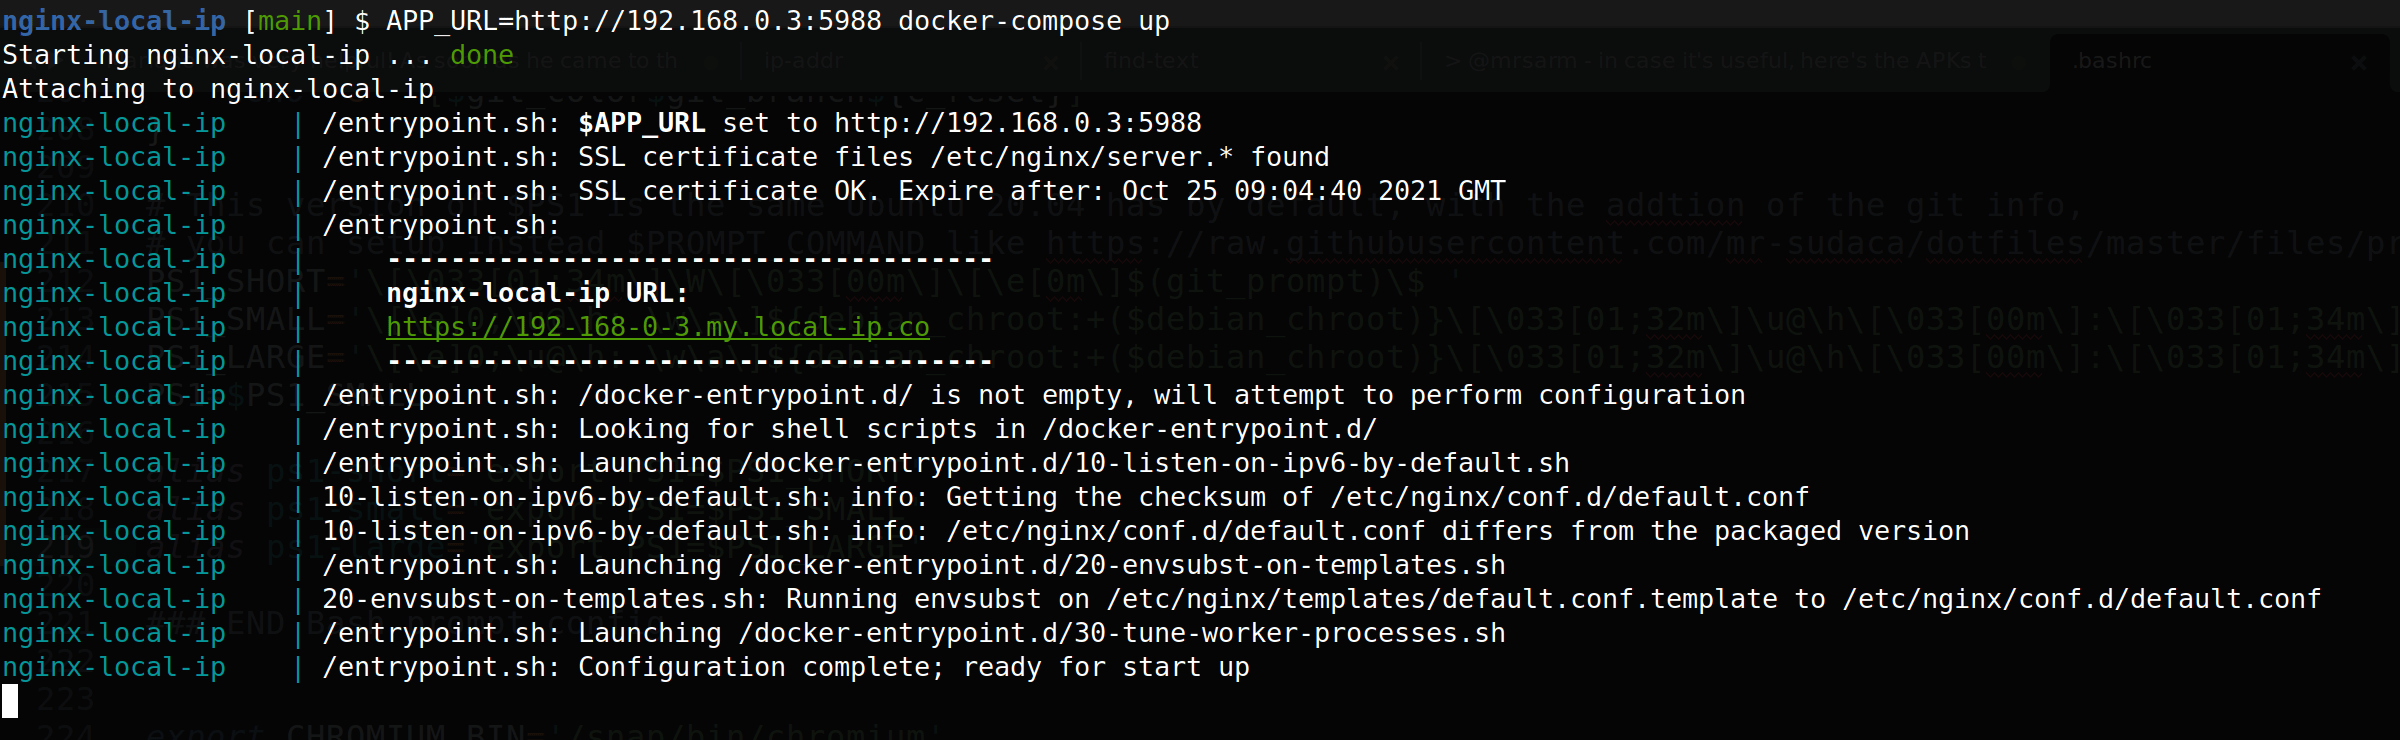 nginx-local-ip [main] $ APP_URL=http://192.168.0.3:5988 docker-compose up
Starting nginx-local-ip ... done
Attaching to nginx-local-ip
nginx-local-ip    | /entrypoint.sh: $APP_URL set to http://192.168.0.3:5988
nginx-local-ip    | /entrypoint.sh: SSL certificate files /etc/nginx/server.* found
nginx-local-ip    | /entrypoint.sh: SSL certificate OK. Expire after: Oct 25 09:04:40 2021 GMT
nginx-local-ip    | /entrypoint.sh:
nginx-local-ip    |     --------------------------------------
nginx-local-ip    |     nginx-local-ip URL:
nginx-local-ip    |     https://192-168-0-3.my.local-ip.co
nginx-local-ip    |     --------------------------------------
nginx-local-ip    | /entrypoint.sh: /docker-entrypoint.d/ is not empty, will attempt to perform configuration
nginx-local-ip    | /entrypoint.sh: Looking for shell scripts in /docker-entrypoint.d/
nginx-local-ip    | /entrypoint.sh: Launching /docker-entrypoint.d/10-listen-on-ipv6-by-default.sh
nginx-local-ip    | 10-listen-on-ipv6-by-default.sh: info: Getting the checksum of /etc/nginx/conf.d/default.conf
nginx-local-ip    | 10-listen-on-ipv6-by-default.sh: info: /etc/nginx/conf.d/default.conf differs from the packaged version
nginx-local-ip    | /entrypoint.sh: Launching /docker-entrypoint.d/20-envsubst-on-templates.sh
nginx-local-ip    | 20-envsubst-on-templates.sh: Running envsubst on /etc/nginx/templates/default.conf.template to /etc/nginx/conf.d/default.conf
nginx-local-ip    | /entrypoint.sh: Launching /docker-entrypoint.d/30-tune-worker-processes.sh
nginx-local-ip    | /entrypoint.sh: Configuration complete; ready for start up